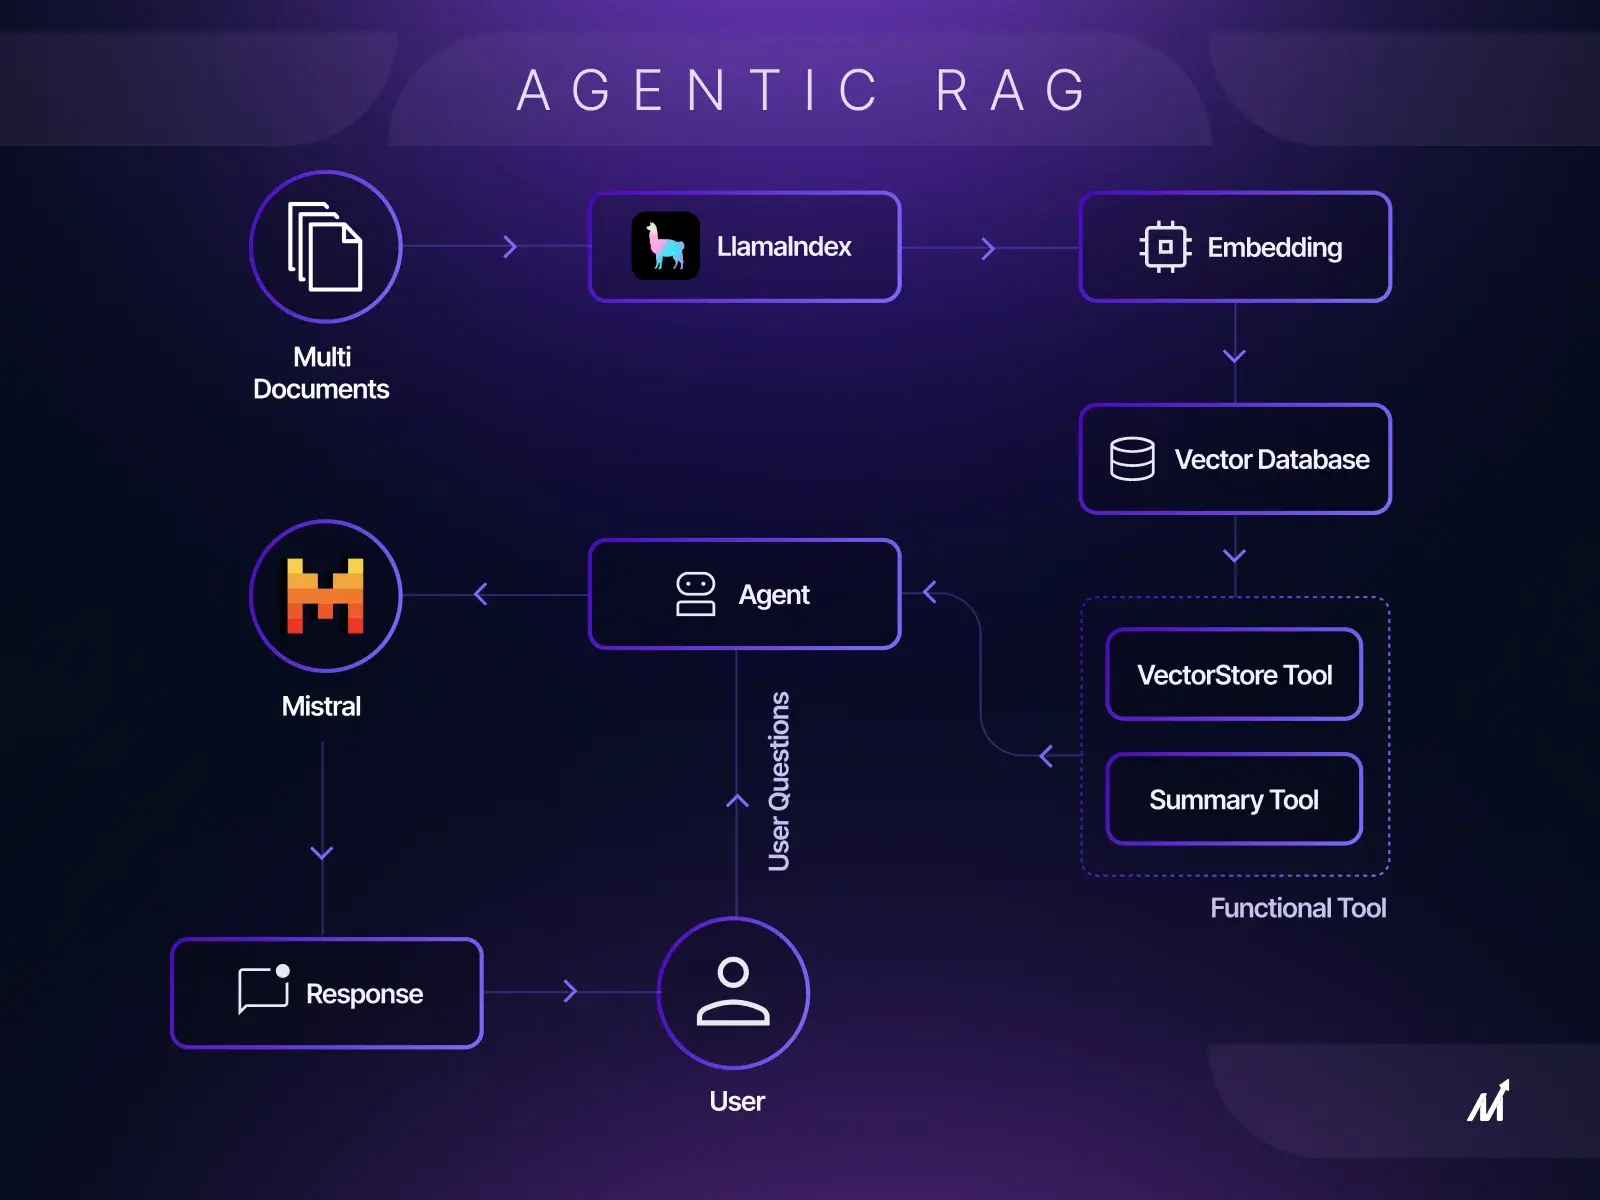 AGENTIC RAG
Multi
Documents
LlamaIndex
Embedding
Vector Database
Mistral
Agent
VectorStore Tool
Summary Tool
Functional Tool
User Questions
Response
User